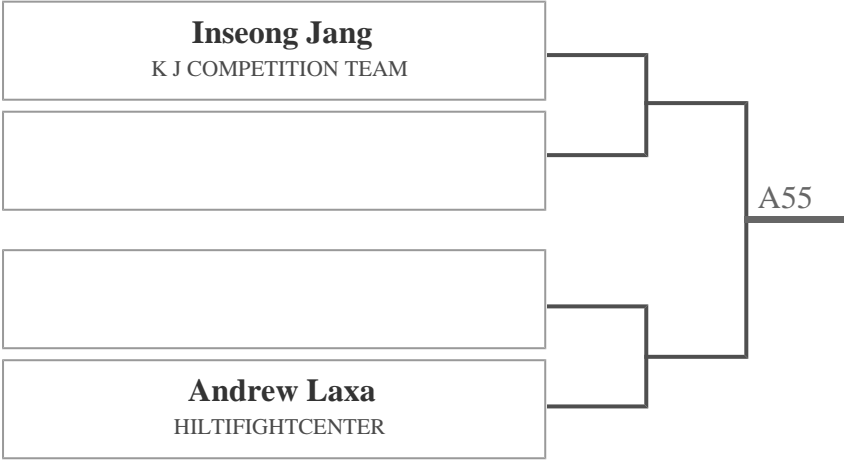 Inseong Jang
K J COMPETITION TEAM
A55
Andrew Laxa
HILTIFIGHTCENTER